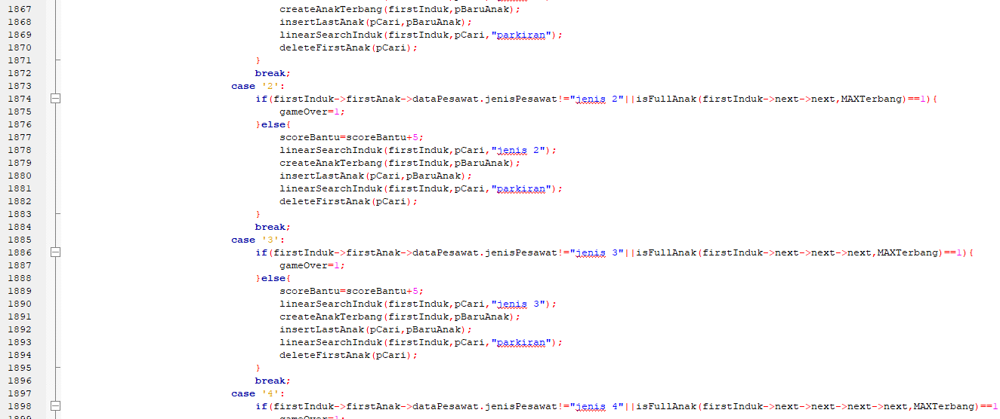 1867 createAnakTerbang(firstInduk,pBaruAnak);
1868 insertLastAnak(pCari,pBaruAnak);
1869 linearSearchInduk(firstInduk,pCari,"parkiran");
1870 deleteFirstAnak(pCari);
1871 }
1872 break;
1873 case '2':
1874 if(firstInduk->firstAnak->dataPesawat.jenisPesawat!="jenis 2"||isFullAnak(firstInduk->next->next,MAXTerbang)==1){
1875 gameOver=1;
1876 }else{
1877 scoreBantu=scoreBantu+5;
1878 linearSearchInduk(firstInduk,pCari,"jenis 2");
1879 createAnakTerbang(firstInduk,pBaruAnak);
1880 insertLastAnak(pCari,pBaruAnak);
1881 linearSearchInduk(firstInduk,pCari,"parkiran");
1882 deleteFirstAnak(pCari);
1883 }
1884 break;
1885 case '3':
1886 if(firstInduk->firstAnak->dataPesawat.jenisPesawat!="jenis 3"||isFullAnak(firstInduk->next->next->next,MAXTerbang)==1){
1887 gameOver=1;
1888 }else{
1889 scoreBantu=scoreBantu+5;
1890 linearSearchInduk(firstInduk,pCari,"jenis 3");
1891 createAnakTerbang(firstInduk,pBaruAnak);
1892 insertLastAnak(pCari,pBaruAnak);
1893 linearSearchInduk(firstInduk,pCari,"parkiran");
1894 deleteFirstAnak(pCari);
1895 }
1896 break;
1897 case '4':
1898 if(firstInduk->firstAnak->dataPesawat.jenisPesawat!="jenis 4"||isFullAnak(firstInduk->next->next->next->next,MAXTerbang)==1
1899 gameOver=1;